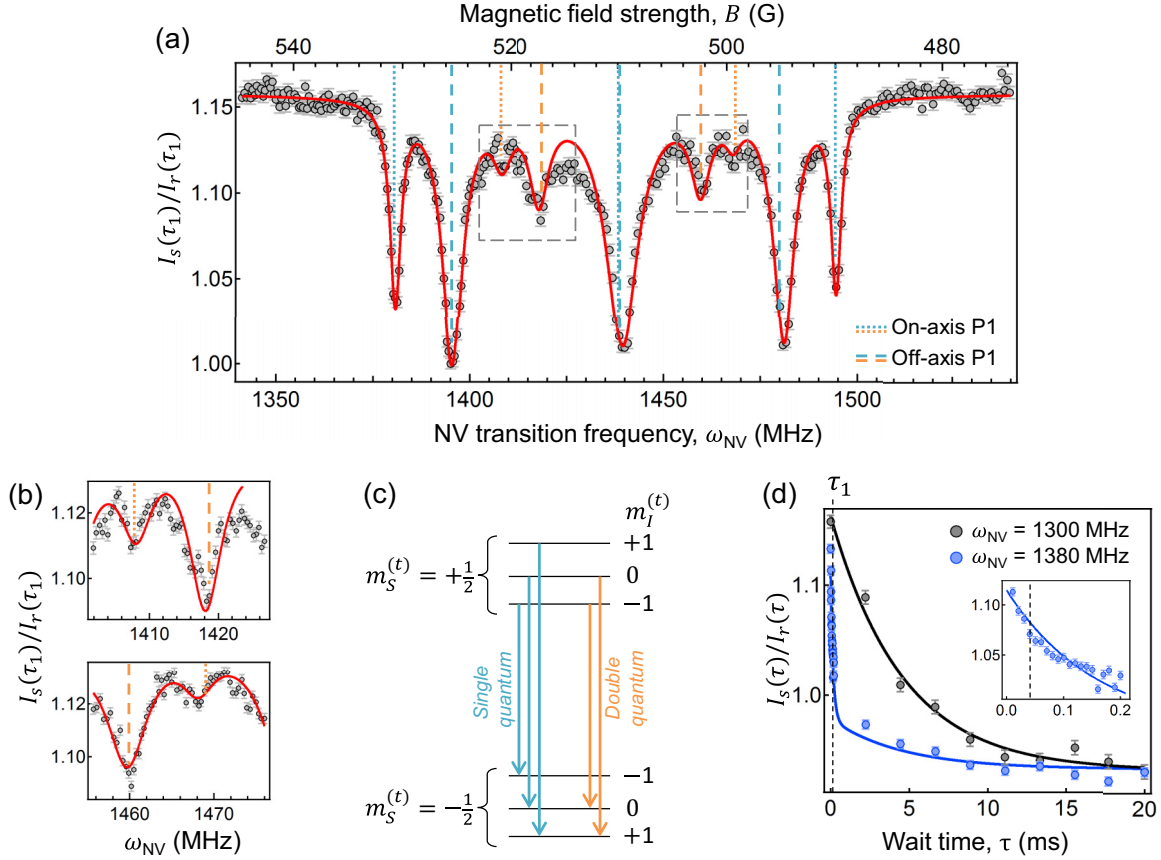 Magnetic field strength, B (G)
(a)
540 520 500 480
I_s(τ_1)/I_r(τ_1)
1.15
1.10
1.05
1.00
On-axis P1
Off-axis P1
1350 1400 1450 1500
NV transition frequency, ω_NV (MHz)
(b)
I_s(τ_1)/I_r(τ_1)
1.12
1.10
1410 1420
1.12
1.10
1460 1470
ω_NV (MHz)
(c)
m_I^(t)
+1
m_S^(t) = +1/2
0
−1
Single quantum
Double quantum
−1
m_S^(t) = −1/2
0
+1
(d)
τ_1
I_s(τ)/I_r(τ)
ω_NV = 1300 MHz
ω_NV = 1380 MHz
1.11
1.0
1.10
1.05
0.0 0.1 0.2
0 5 10 15 20
Wait time, τ (ms)